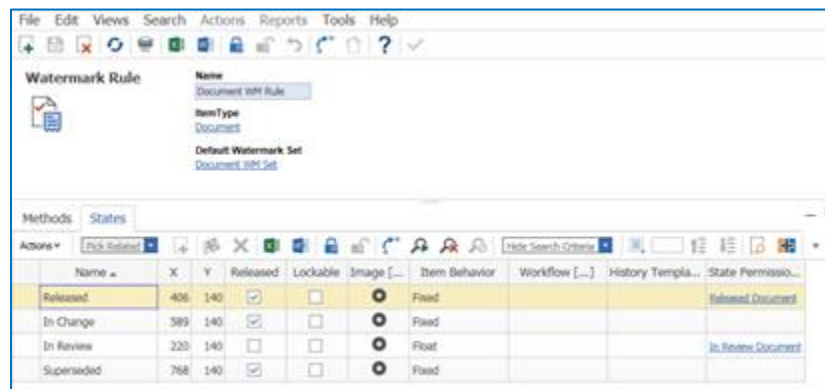 File Edit Views Search Actions Reports Tools Help
Watermark Rule
Name
Document WM Rule
ItemType
Document
Default Watermark Set
Document WM Set
Methods States
Actions Pick Related Hide Search Criteria
Name X Y Released Lockable Image [... Item Behavior Workflow [...] History Templa... State Permissio...
Released 406 140 Fixed Released Document
In Change 589 140 Fixed
In Review 220 140 Float In Review Document
Superseded 768 140 Fixed